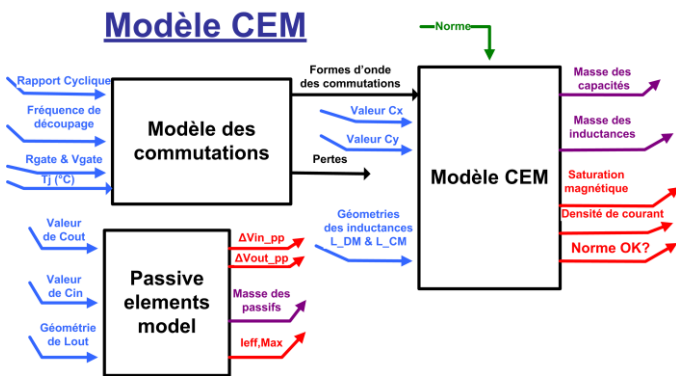 Modèle CEM
Norme
Rapport Cyclique
Fréquence de
découpage
Rgate & Vgate
Tj (°C)
Modèle des
commutations
Formes d'onde
des commutations
Pertes
Valeur Cx
Valeur Cy
Géometries
des inductances
L_DM & L_CM
Modèle CEM
Masse des
capacités
Masse des
inductances
Saturation
magnétique
Densité de courant
Norme OK?
Valeur
de Cout
Valeur
de Cin
Géométrie
de Lout
Passive
elements
model
ΔVin_pp
ΔVout_pp
Masse des
passifs
Ieff,Max